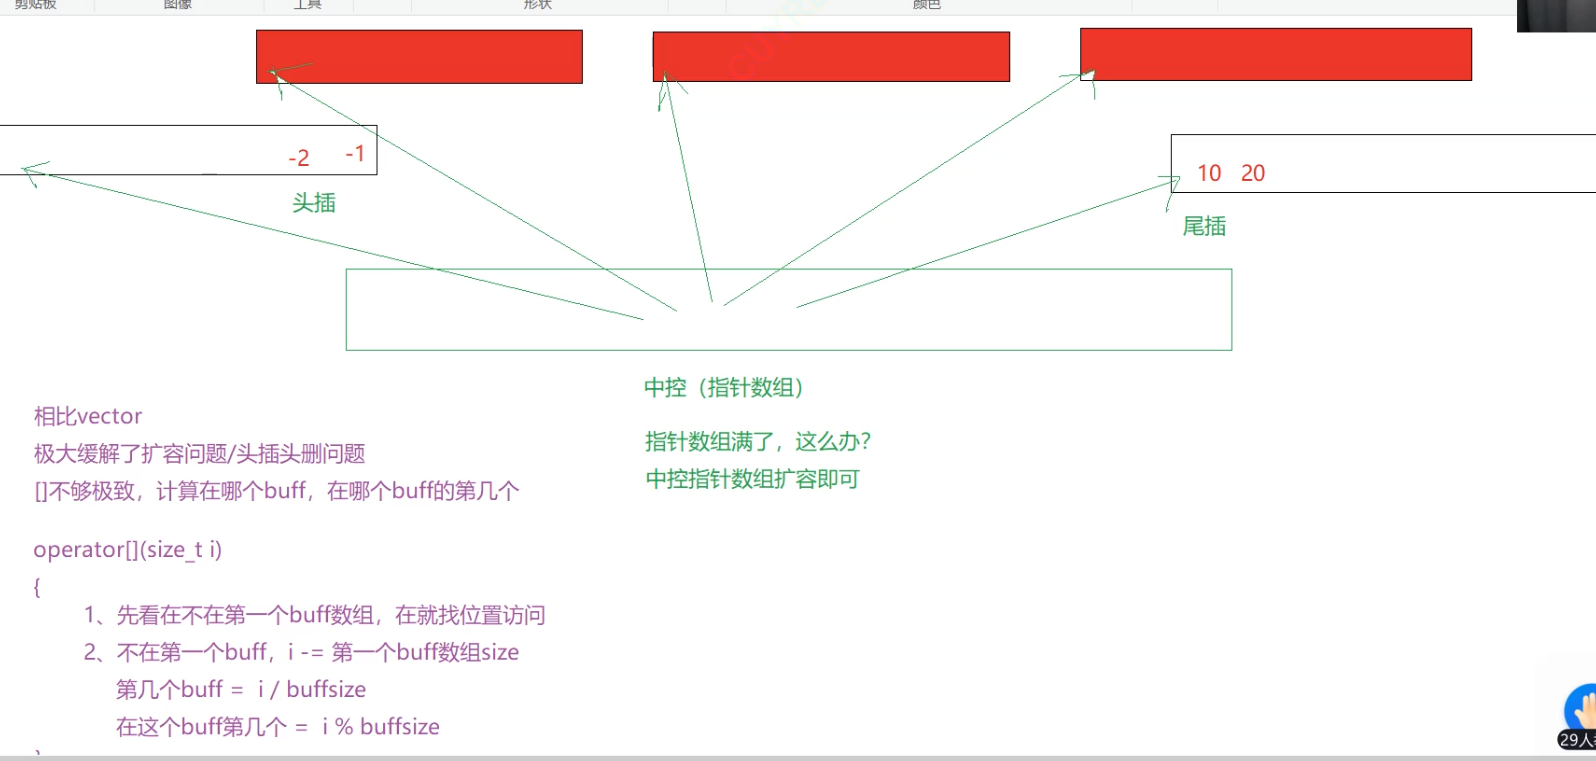 剪贴板 图像 工具 形状 颜色
-2 -1
10 20
头插
尾插
中控（指针数组）
指针数组满了，这么办？
中控指针数组扩容即可
相比vector
极大缓解了扩容问题/头插头删问题
[]不够极致，计算在哪个buff，在哪个buff的第几个
operator[](size_t i)
{
1、先看在不在第一个buff数组，在就找位置访问
2、不在第一个buff，i -= 第一个buff数组size
第几个buff = i / buffsize
在这个buff第几个 = i % buffsize
29人